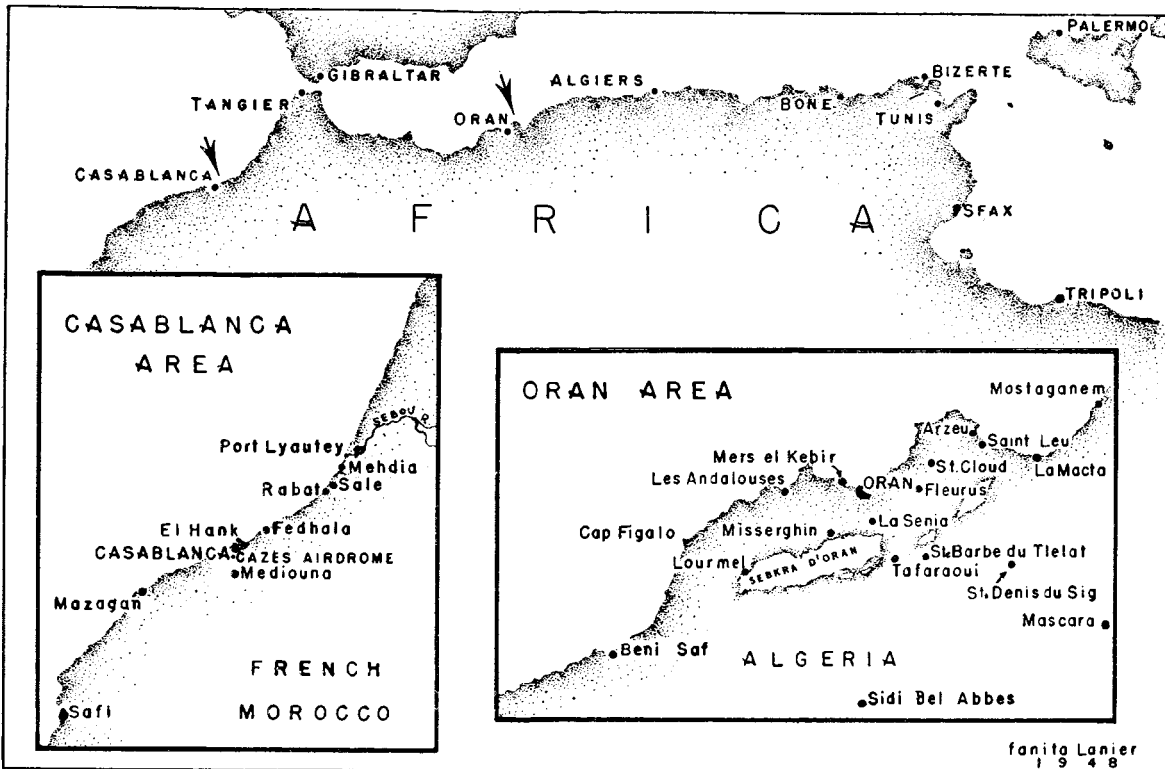 PALERMO
GIBRALTAR
BIZERTE
ALGIERS
TANGIER
BONE
ORAN
TUNIS
CASABLANCA
AFRICA
SFAX
TRIPOLI
CASABLANCA
AREA
SEBOU R.
Port Lyautey
Mehdia
Sale
Rabat
El Hank
Fedhala
CASABLANCA
CAZES AIRDROME
Mediouna
Mazagan
FRENCH
MOROCCO
Safi
ORAN AREA
Mostaganem
Arzeu
Saint Leu
Mers el Kebir
St. Cloud
La Macta
Les Andalouses
ORAN
Fleurus
La Senia
Cap Figalo
Misserghin
Lourmel
SEBKRA D'ORAN
St. Barbe du Tlelat
Tafaraoui
St. Denis du Sig
Mascara
Beni Saf
ALGERIA
Sidi Bel Abbes
fanita Lanier
1948